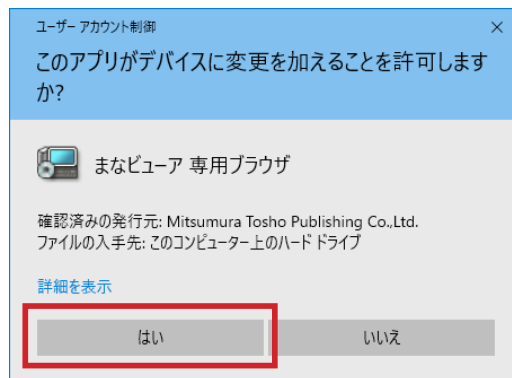 ユーザー アカウント制御
このアプリがデバイスに変更を加えることを許可します
か?
まなビューア 専用ブラウザ
確認済みの発行元: Mitsumura Tosho Publishing Co.,Ltd.
ファイルの入手先: このコンピューター上のハード ドライブ
詳細を表示
はい
いいえ